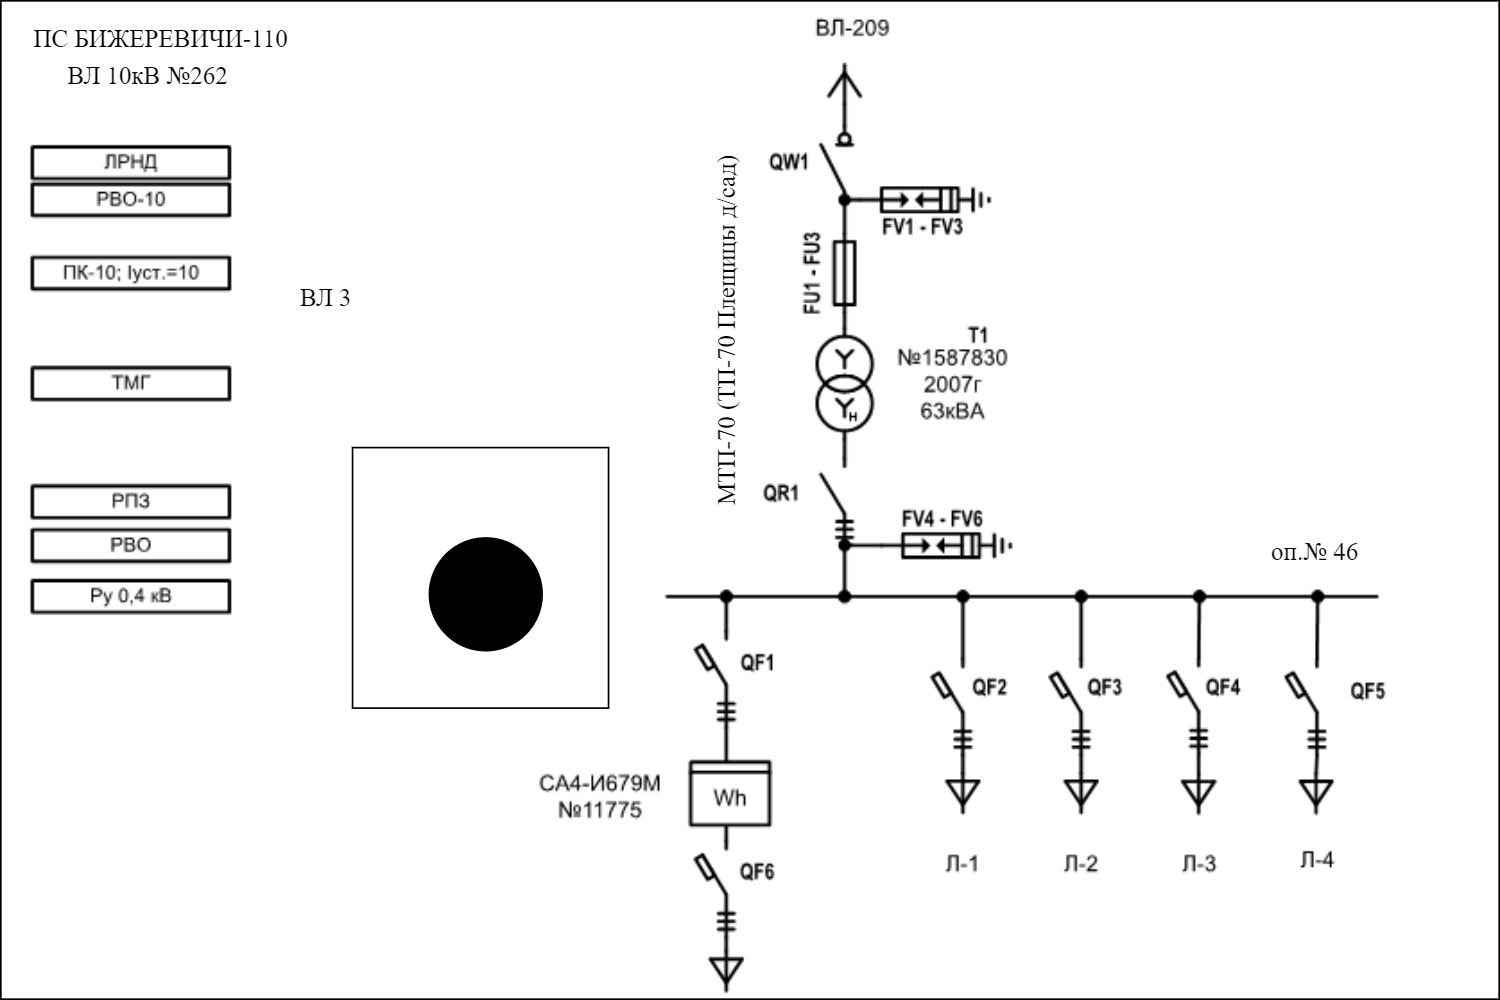 ПС БИЖЕРЕВИЧИ-110
ВЛ 10кВ №262
ВЛ-209
ЛРНД
РВО-10
ПК-10; Iуст.=10
ВЛ 3
ТМГ
РПЗ
РВО
Ру 0,4 кВ
МТП-70 (ТП-70 Плещицы д/сад)
QW1
FV1 - FV3
FU1 - FU3
Т1
№1587830
2007г
63кВА
Y
Yн
QR1
FV4 - FV6
оп.№ 46
QF1
QF2
QF3
QF4
QF5
СА4-И679М
№11775
Wh
QF6
Л-1
Л-2
Л-3
Л-4